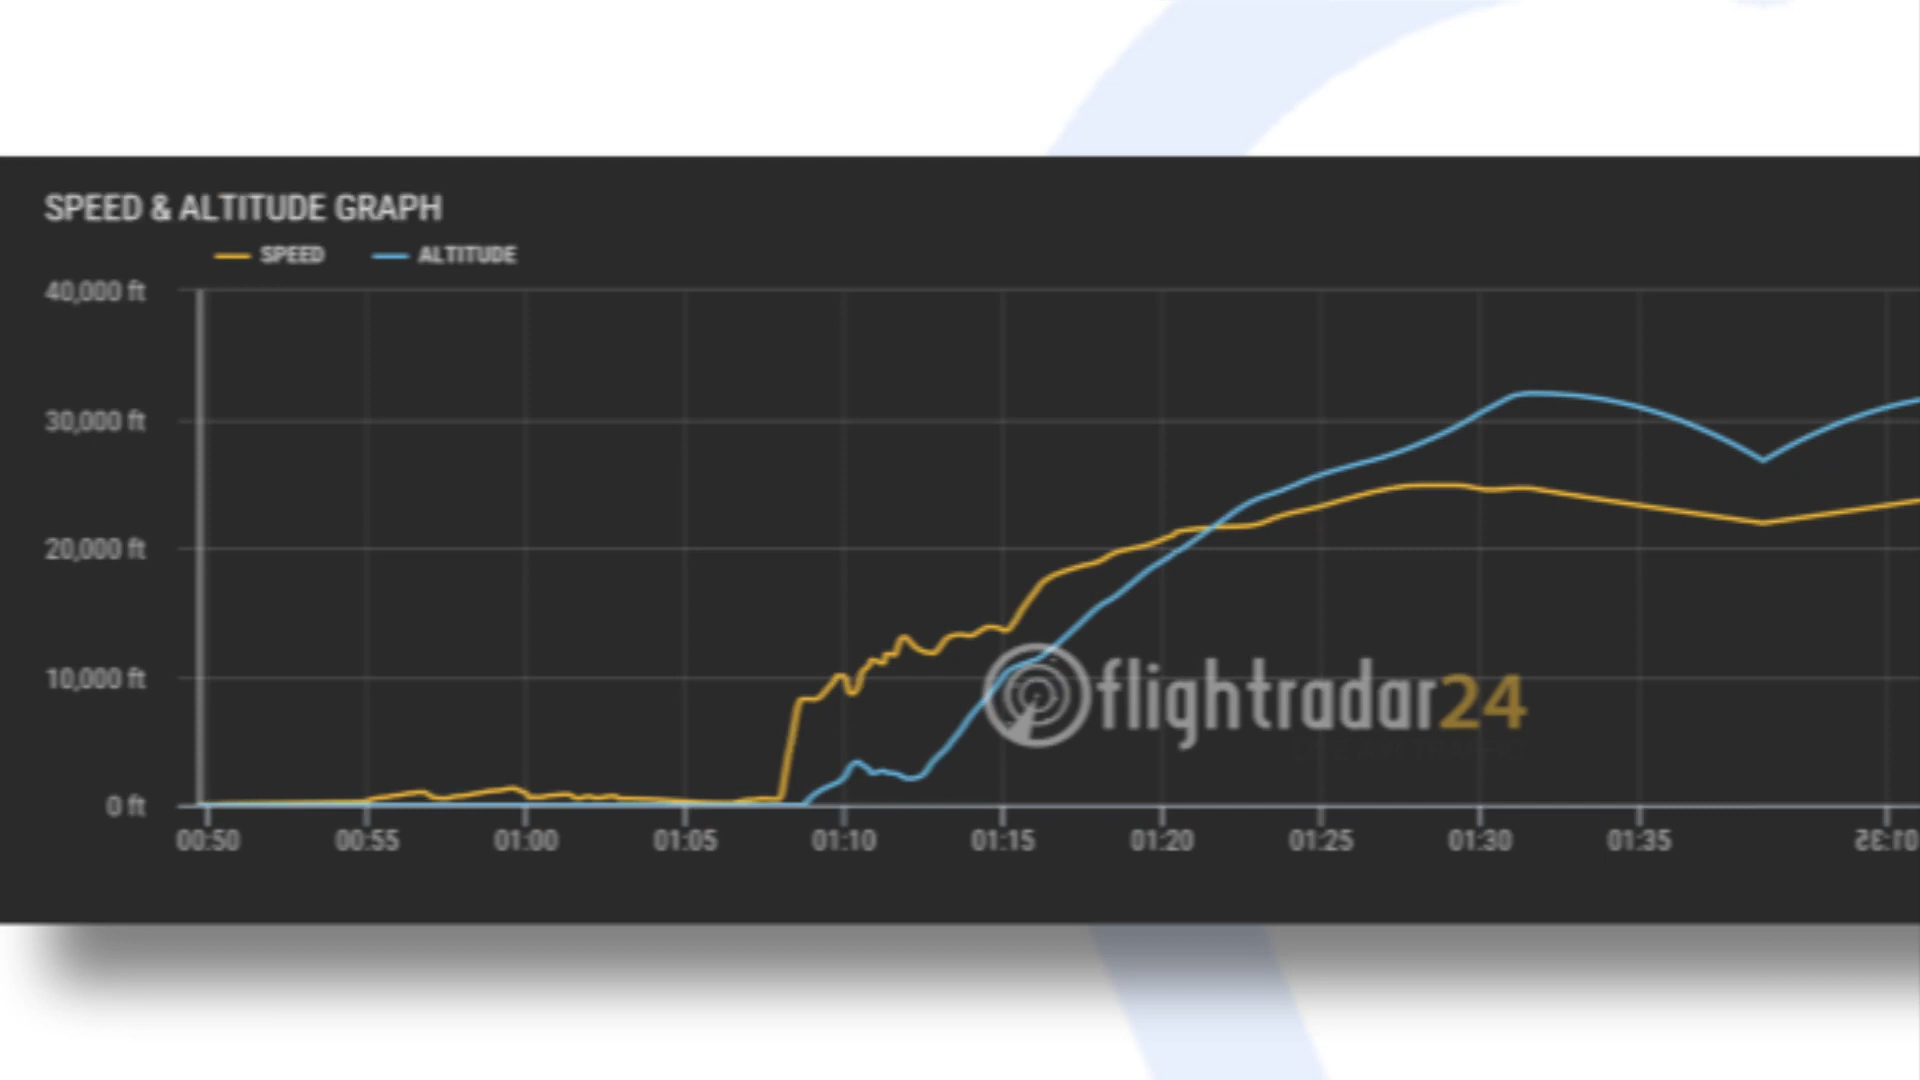 SPEED & ALTITUDE GRAPH
SPEED ALTITUDE
40,000 ft
30,000 ft
20,000 ft
10,000 ft
flightradar24
0 ft
00:50 00:55 01:00 01:05 01:10 01:15 01:20 01:25 01:30 01:35